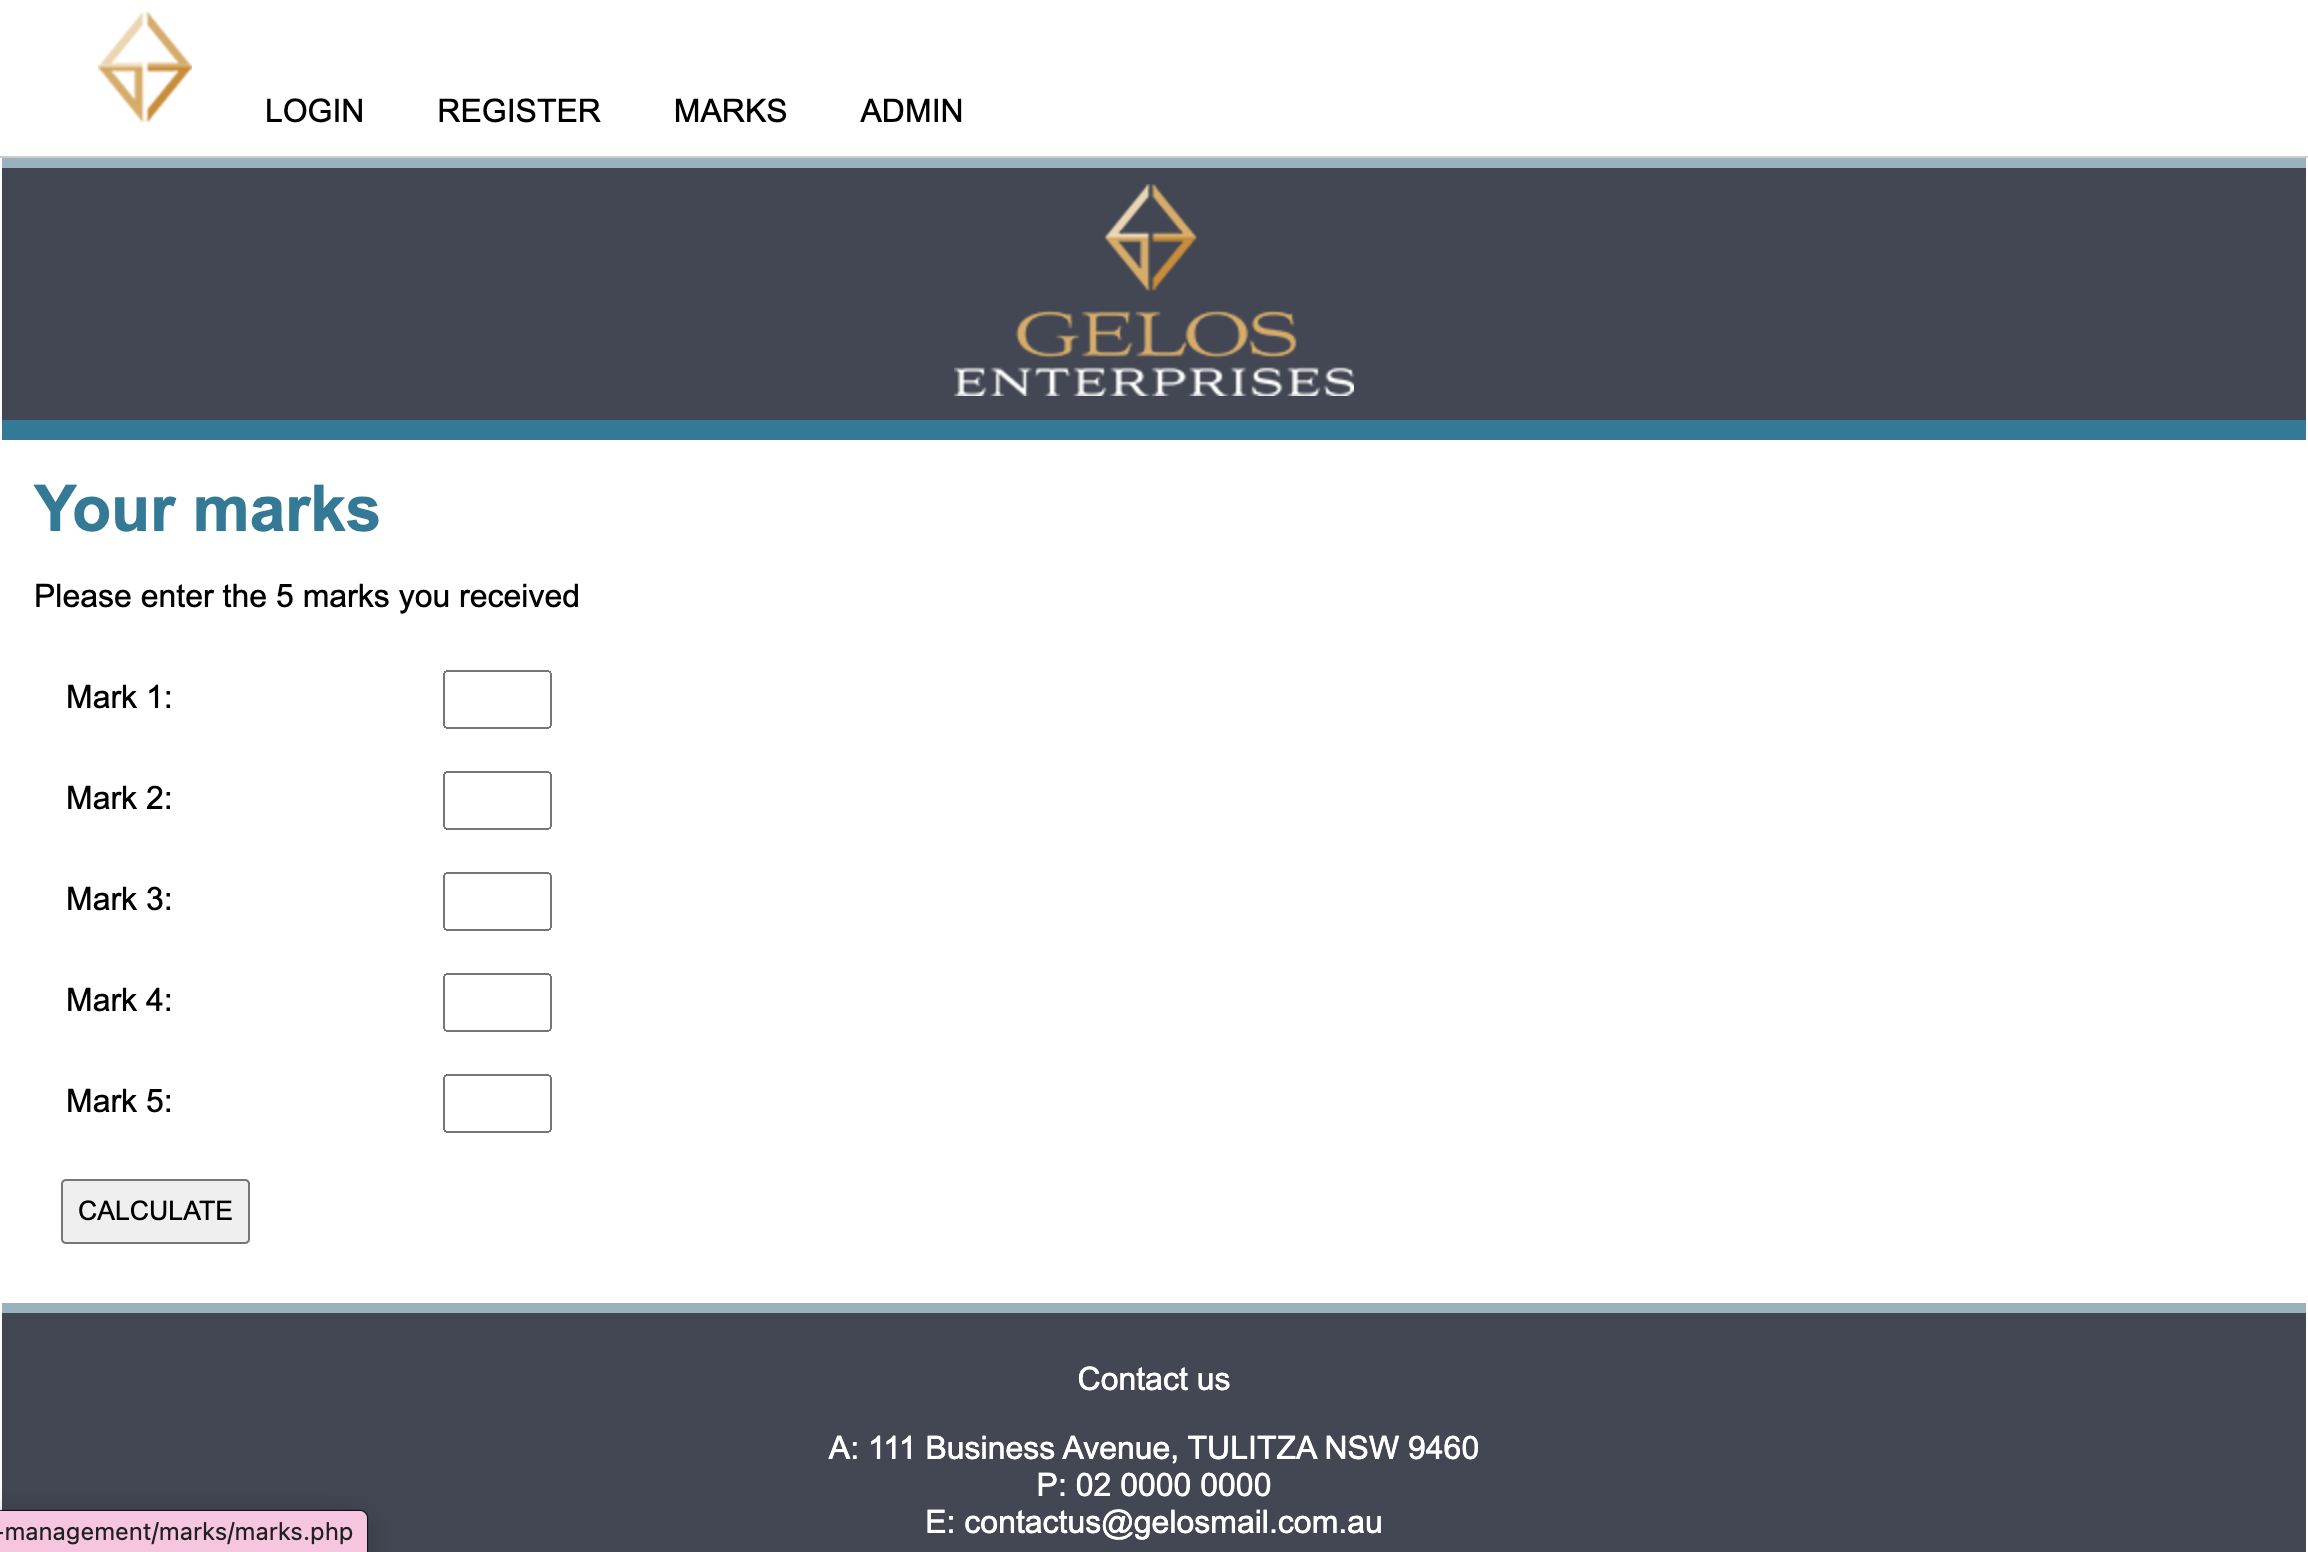 LOGIN REGISTER MARKS ADMIN
GELOS
ENTERPRISES
Your marks
Please enter the 5 marks you received
Mark 1:
Mark 2:
Mark 3:
Mark 4:
Mark 5:
CALCULATE
Contact us
A: 111 Business Avenue, TULITZA NSW 9460
P: 02 0000 0000
E: contactus@gelosmail.com.au
-management/marks/marks.php